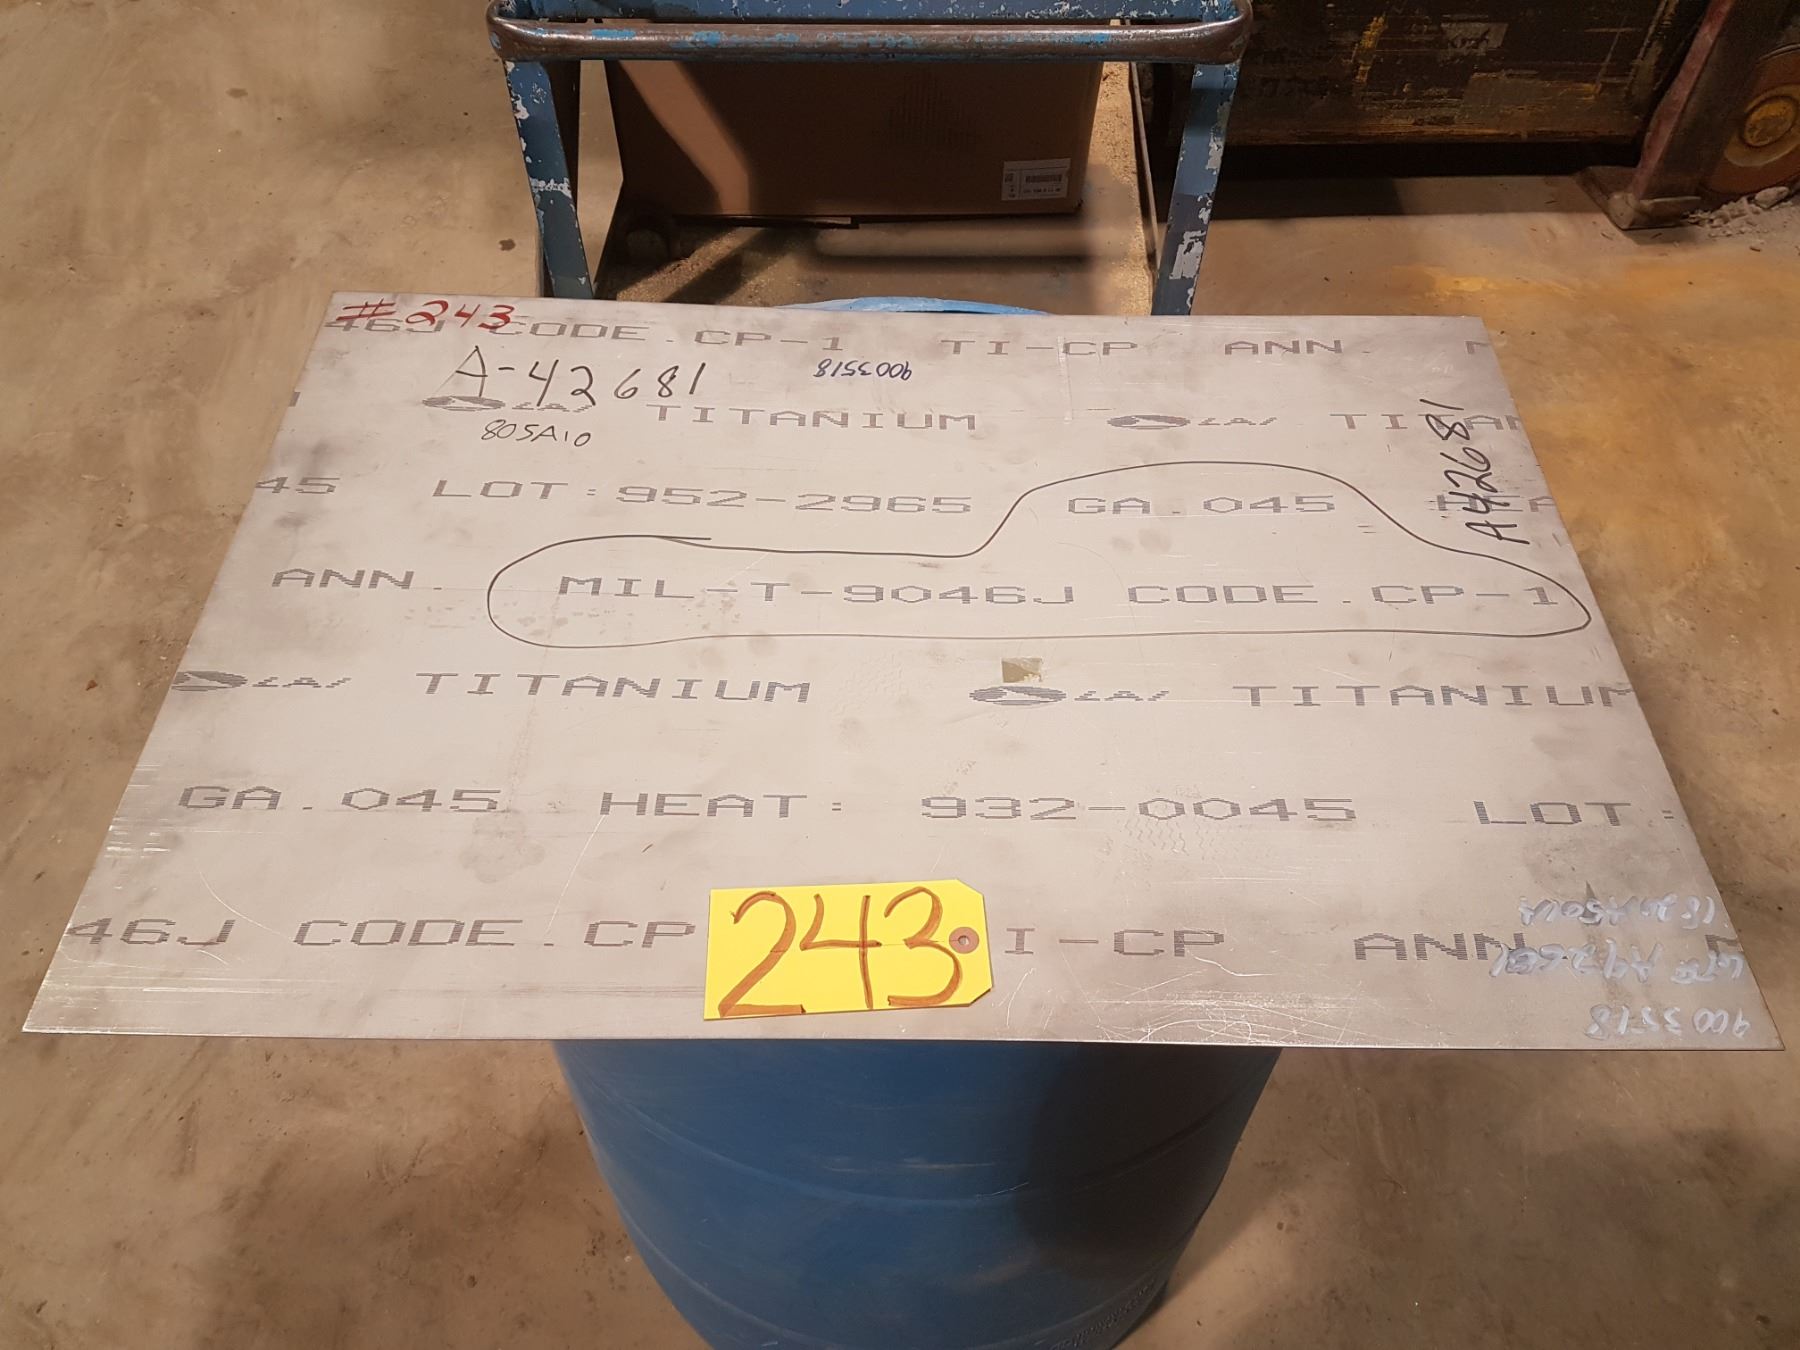 # 243
46J CODE.CP-1 TI-CP ANN.
A-42681
9003518
TITANIUM
805A10
A42681
45 LOT:952-2965 GA.045
ANN. MIL-T-9046J CODE.CP-1
TITANIUM TITANIUM
GA.045 HEAT: 932-0045 LOT:
46J CODE.CP I-CP ANN
243
9003518